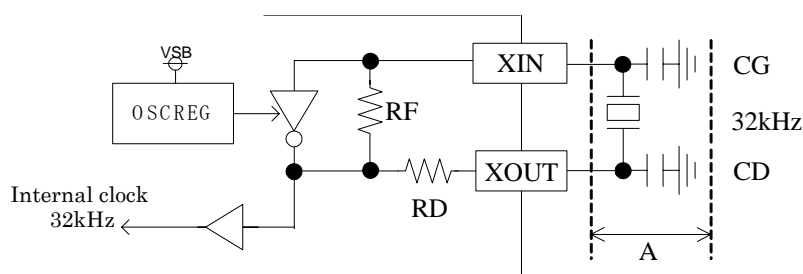 VSB
XIN
CG
OSCREG
RF
32kHz
XOUT
CD
RD
Internal clock
32kHz
A